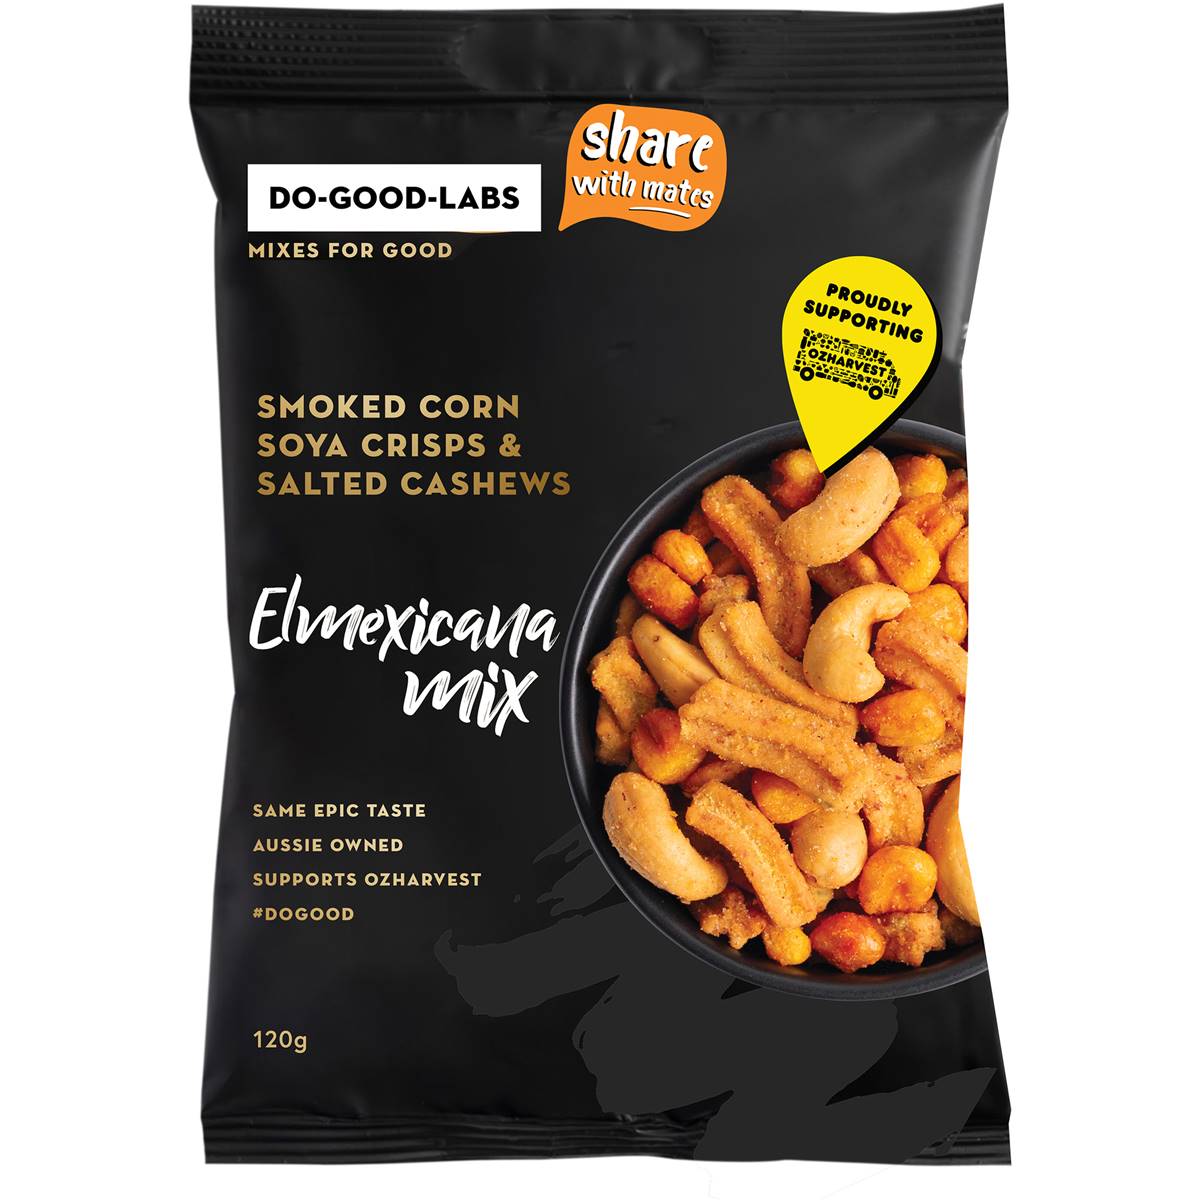 share
with mates
DO-GOOD-LABS
MIXES FOR GOOD
PROUDLY
SUPPORTING
OZHARVEST
SMOKED CORN
SOYA CRISPS &
SALTED CASHEWS
Elmexicana
mix
SAME EPIC TASTE
AUSSIE OWNED
SUPPORTS OZHARVEST
#DOGOOD
120g